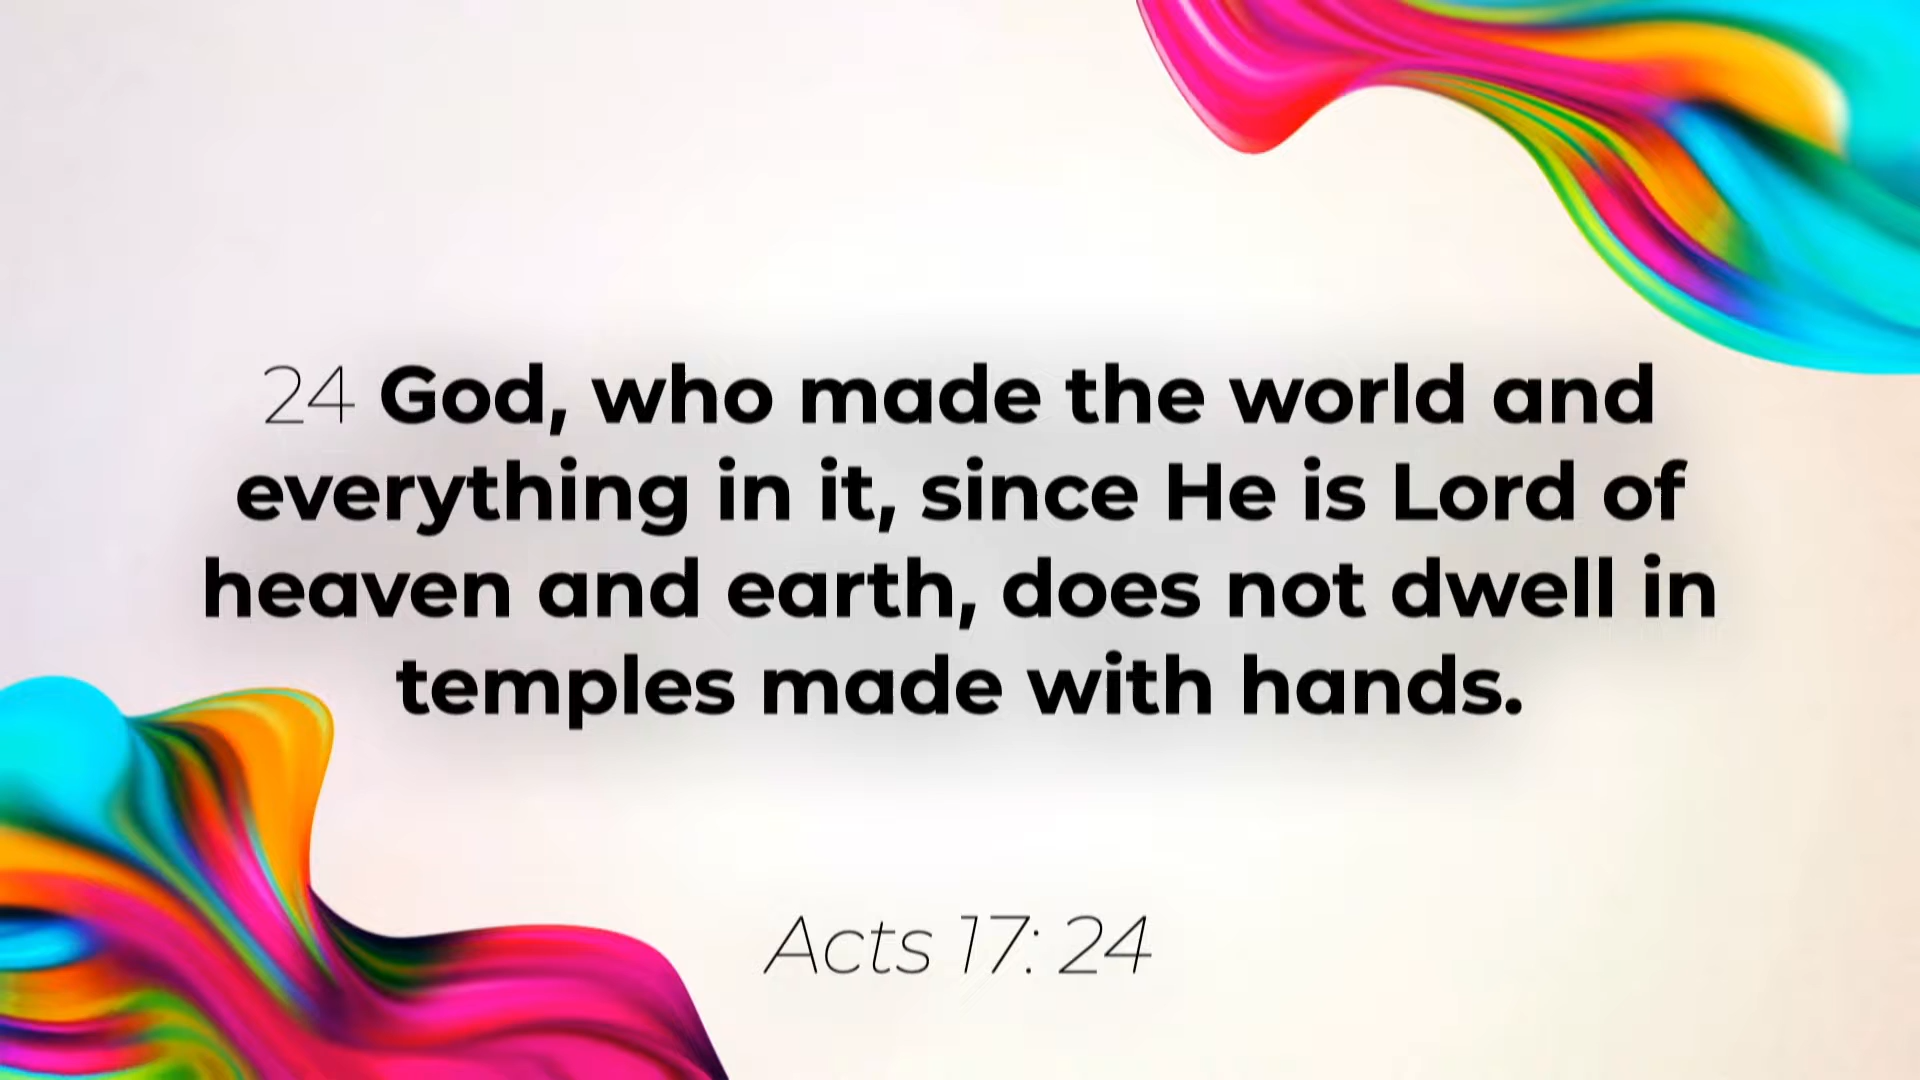 24 God, who made the world and
everything in it, since He is Lord of
heaven and earth, does not dwell in
temples made with hands.
Acts 17: 24